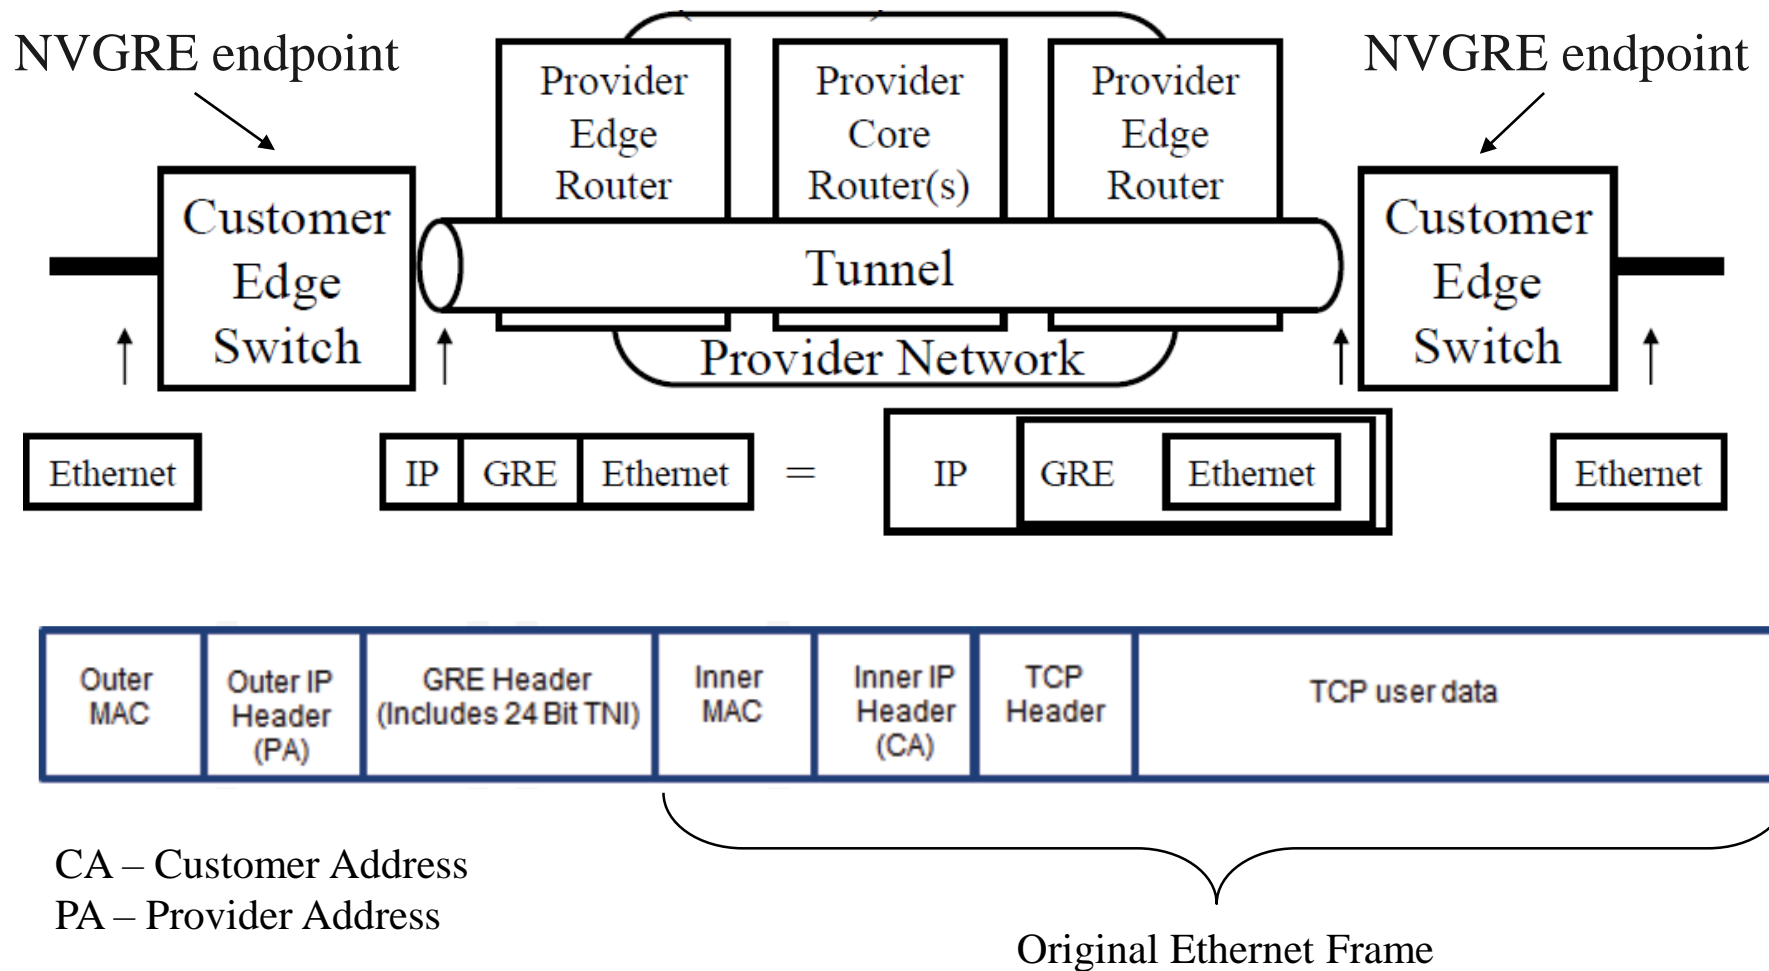 NVGRE endpoint
NVGRE endpoint
Provider
Edge
Router
Provider
Core
Router(s)
Provider
Edge
Router
Customer
Edge
Switch
Tunnel
Customer
Edge
Switch
Provider Network
Ethernet
IP
GRE
Ethernet
=
IP
GRE
Ethernet
Ethernet
Outer
MAC
Outer IP
Header
(PA)
GRE Header
(Includes 24 Bit TNI)
Inner
MAC
Inner IP
Header
(CA)
TCP
Header
TCP user data
CA – Customer Address
PA – Provider Address
Original Ethernet Frame